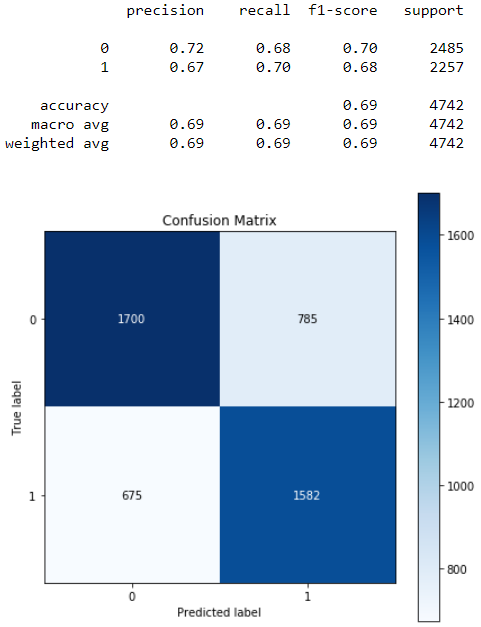 precision recall f1-score support
0 0.72 0.68 0.70 2485
1 0.67 0.70 0.68 2257
accuracy 0.69 4742
macro avg 0.69 0.69 0.69 4742
weighted avg 0.69 0.69 0.69 4742
Confusion Matrix
1600
0 1700 785
1400
1200
True label
1000
1 675 1582
800
0 1
Predicted label